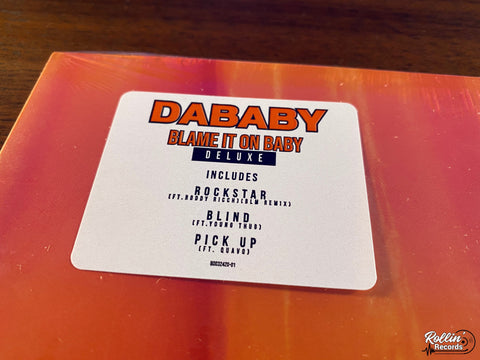 DABABY
BLAME IT ON BABY
DELUXE
INCLUDES
ROCKSTAR
(FT. RODDY RICCH) (BLM REMIX)
BLIND
(FT. YOUNG THUG)
PICK UP
(FT. QUAVO)
B0032420-01
Rollin'
Records